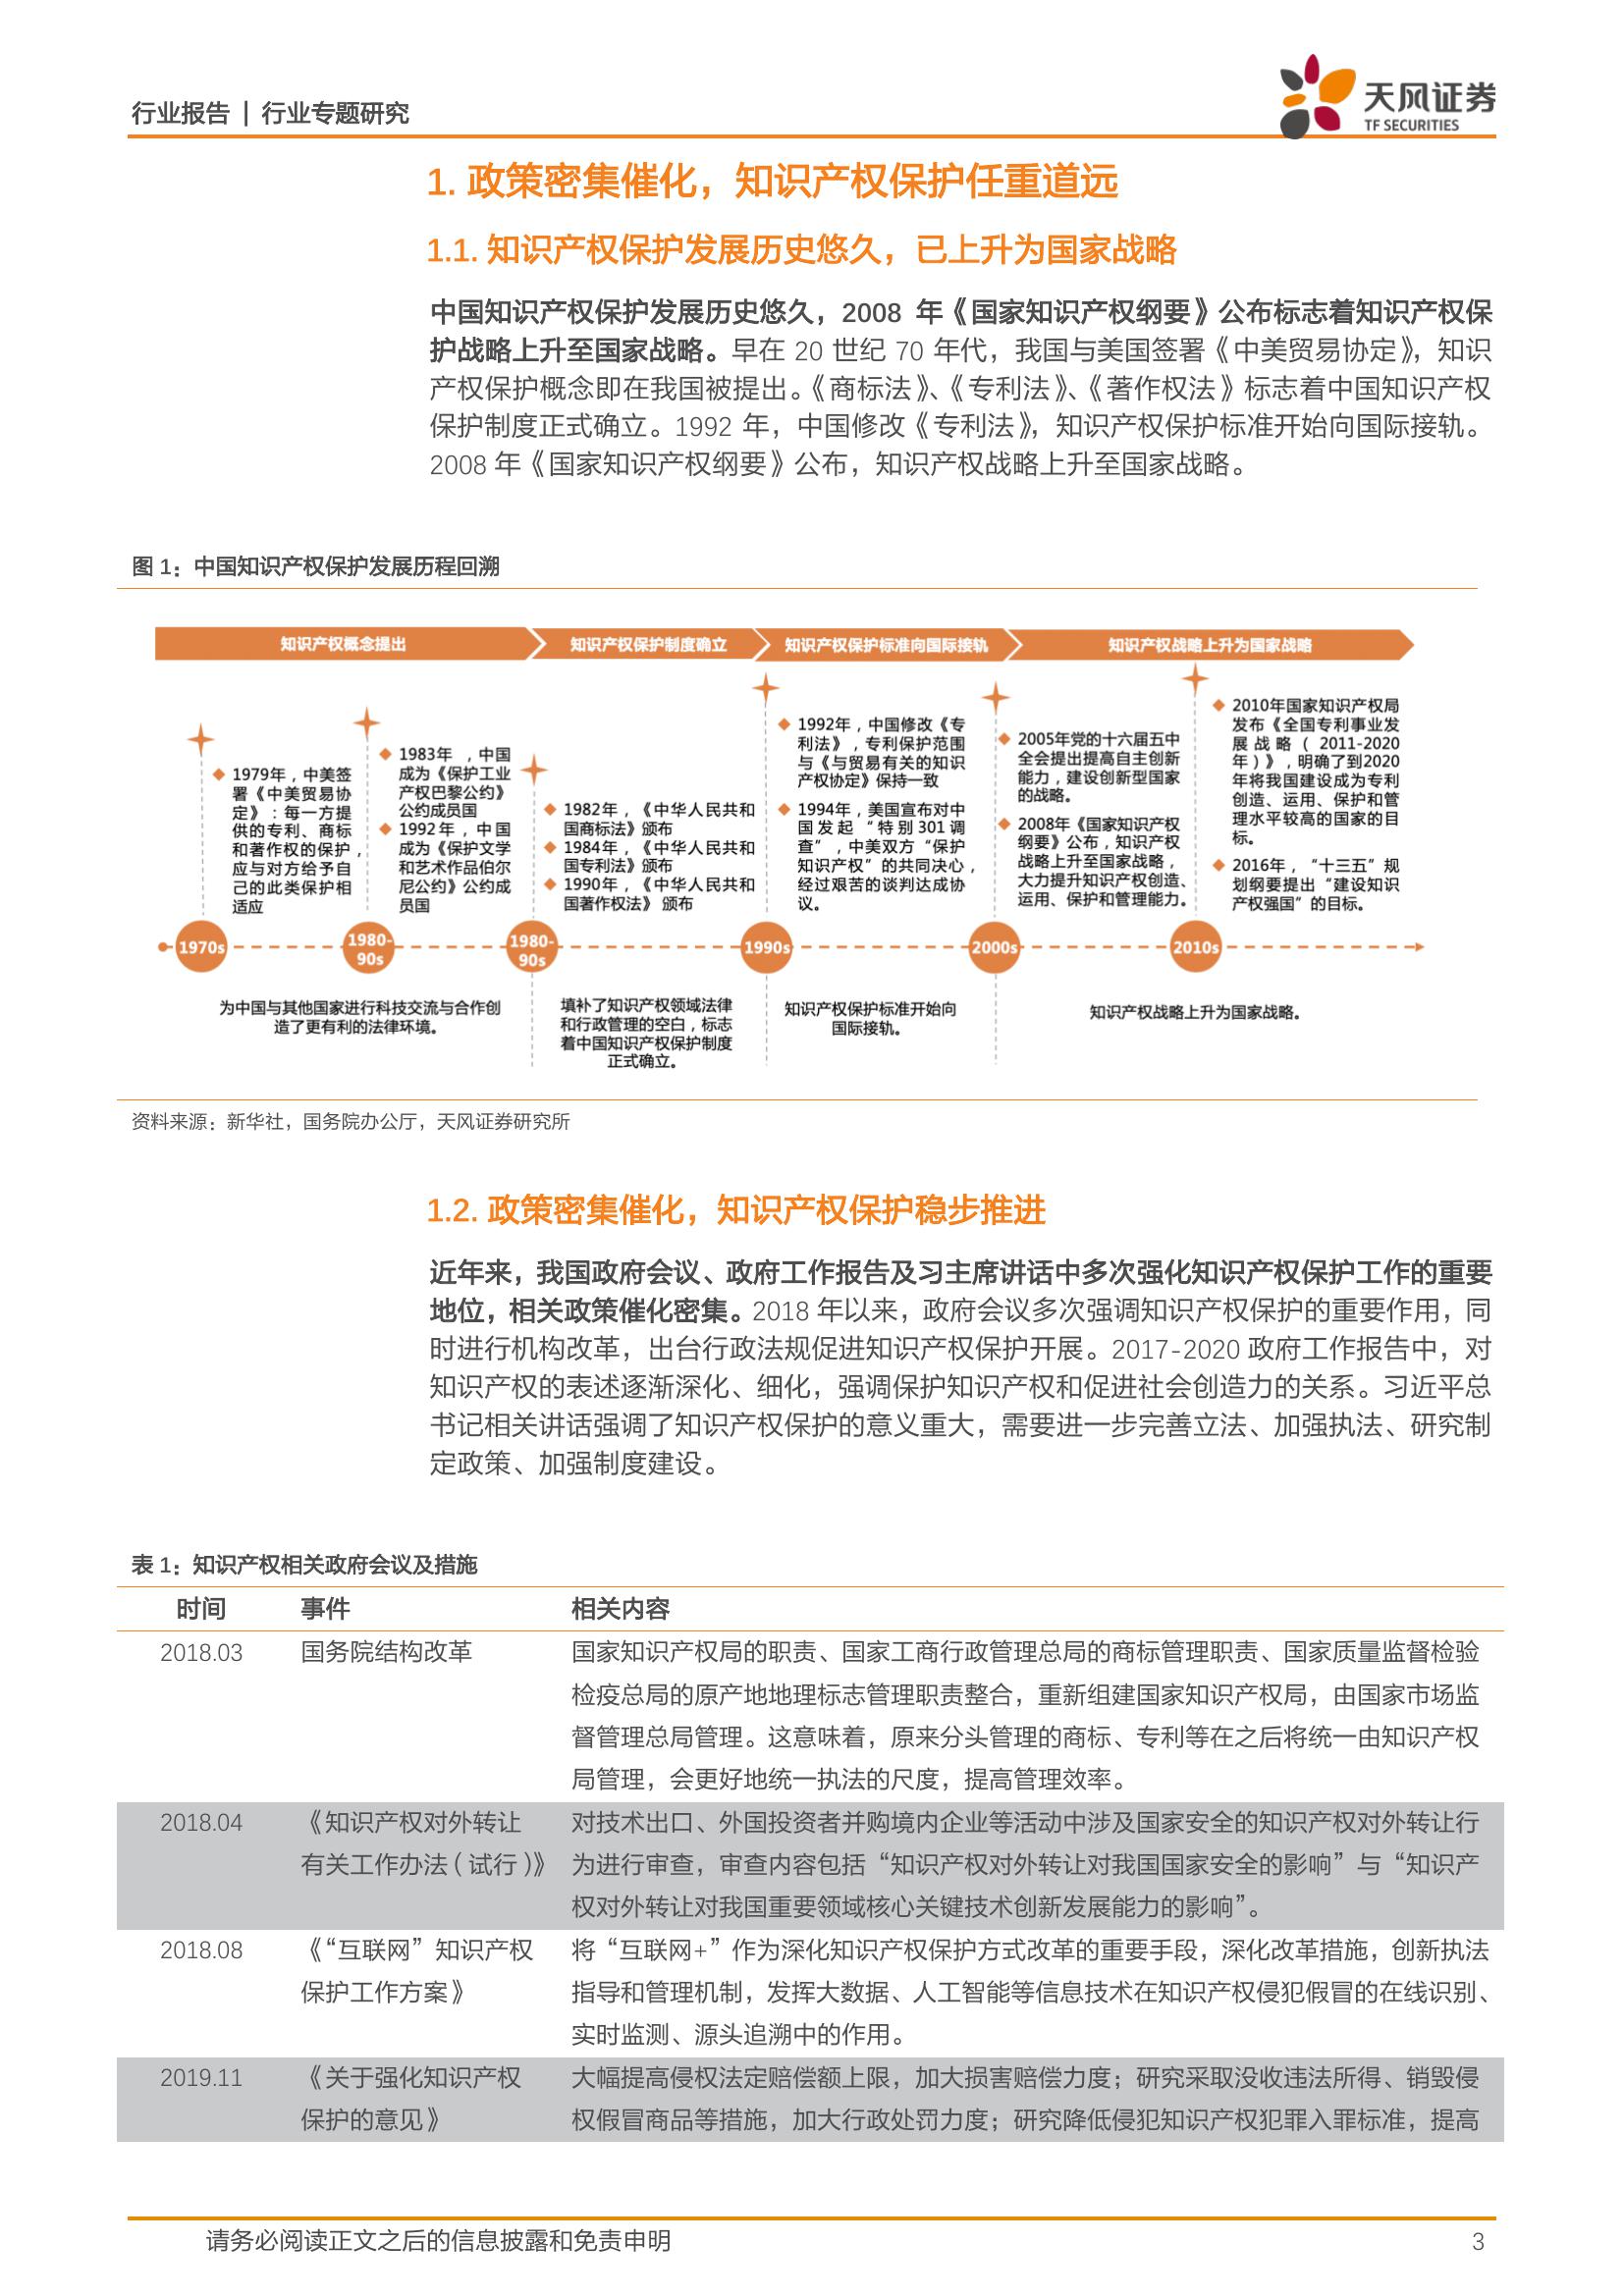 行业报告 | 行业专题研究
天风证券
TF SECURITIES
1. 政策密集催化，知识产权保护任重道远
1.1. 知识产权保护发展历史悠久，已上升为国家战略
中国知识产权保护发展历史悠久，2008 年《国家知识产权纲要》公布标志着知识产权保
护战略上升至国家战略。早在 20 世纪 70 年代，我国与美国签署《中美贸易协定》，知识
产权保护概念即在我国被提出。《商标法》、《专利法》、《著作权法》标志着中国知识产权
保护制度正式确立。1992 年，中国修改《专利法》，知识产权保护标准开始向国际接轨。
2008 年《国家知识产权纲要》公布，知识产权战略上升至国家战略。
图 1：中国知识产权保护发展历程回溯
知识产权概念提出
知识产权保护制度确立
知识产权保护标准向国际接轨
知识产权战略上升为国家战略
1979年，中美签
署《中美贸易协
定》：每一方提
供的专利、商标
和著作权的保护，
应与对方给予自
己的此类保护相
适应
1983年，中国
成为《保护工业
产权巴黎公约》
公约成员国
1992年，中国
成为《保护文学
和艺术作品伯尔
尼公约》公约成
员国
1982年，《中华人民共和
国商标法》颁布
1984年，《中华人民共和
国专利法》颁布
1990年，《中华人民共和
国著作权法》 颁布
1992年，中国修改《专
利法》，专利保护范围
与《与贸易有关的知识
产权协定》保持一致
1994年，美国宣布对中
国发起“特别301调
查”，中美双方“保护
知识产权”的共同决心，
经过艰苦的谈判达成协
议。
2005年党的十六届五中
全会提出提高自主创新
能力，建设创新型国家
的战略。
2008年《国家知识产权
纲要》公布，知识产权
战略上升至国家战略，
大力提升知识产权创造、
运用、保护和管理能力。
2010年国家知识产权局
发布《全国专利事业发
展战略（2011-2020
年）》，明确了到2020
年将我国建设成为专利
创造、运用、保护和管
理水平较高的国家的目
标。
2016年，“十三五”规
划纲要提出“建设知识
产权强国”的目标。
1970s
1980-
90s
1980-
90s
1990s
2000s
2010s
为中国与其他国家进行科技交流与合作创
造了更有利的法律环境。
填补了知识产权领域法律
和行政管理的空白，标志
着中国知识产权保护制度
正式确立。
知识产权保护标准开始向
国际接轨。
知识产权战略上升为国家战略。
资料来源：新华社，国务院办公厅，天风证券研究所
1.2. 政策密集催化，知识产权保护稳步推进
近年来，我国政府会议、政府工作报告及习主席讲话中多次强化知识产权保护工作的重要
地位，相关政策催化密集。2018 年以来，政府会议多次强调知识产权保护的重要作用，同
时进行机构改革，出台行政法规促进知识产权保护开展。2017-2020 政府工作报告中，对
知识产权的表述逐渐深化、细化，强调保护知识产权和促进社会创造力的关系。习近平总
书记相关讲话强调了知识产权保护的意义重大，需要进一步完善立法、加强执法、研究制
定政策、加强制度建设。
表 1：知识产权相关政府会议及措施
时间 事件 相关内容
2018.03 国务院结构改革 国家知识产权局的职责、国家工商行政管理总局的商标管理职责、国家质量监督检验
检疫总局的原产地地理标志管理职责整合，重新组建国家知识产权局，由国家市场监
督管理总局管理。这意味着，原来分头管理的商标、专利等在之后将统一由知识产权
局管理，会更好地统一执法的尺度，提高管理效率。
2018.04 《知识产权对外转让 对技术出口、外国投资者并购境内企业等活动中涉及国家安全的知识产权对外转让行
有关工作办法（试行）》 为进行审查，审查内容包括“知识产权对外转让对我国国家安全的影响”与“知识产
权对外转让对我国重要领域核心关键技术创新发展能力的影响”。
2018.08 《“互联网”知识产权 将“互联网+”作为深化知识产权保护方式改革的重要手段，深化改革措施，创新执法
保护工作方案》 指导和管理机制，发挥大数据、人工智能等信息技术在知识产权侵犯假冒的在线识别、
实时监测、源头追溯中的作用。
2019.11 《关于强化知识产权 大幅提高侵权法定赔偿额上限，加大损害赔偿力度；研究采取没收违法所得、销毁侵
保护的意见》 权假冒商品等措施，加大行政处罚力度；研究降低侵犯知识产权犯罪入罪标准，提高
请务必阅读正文之后的信息披露和免责申明 3